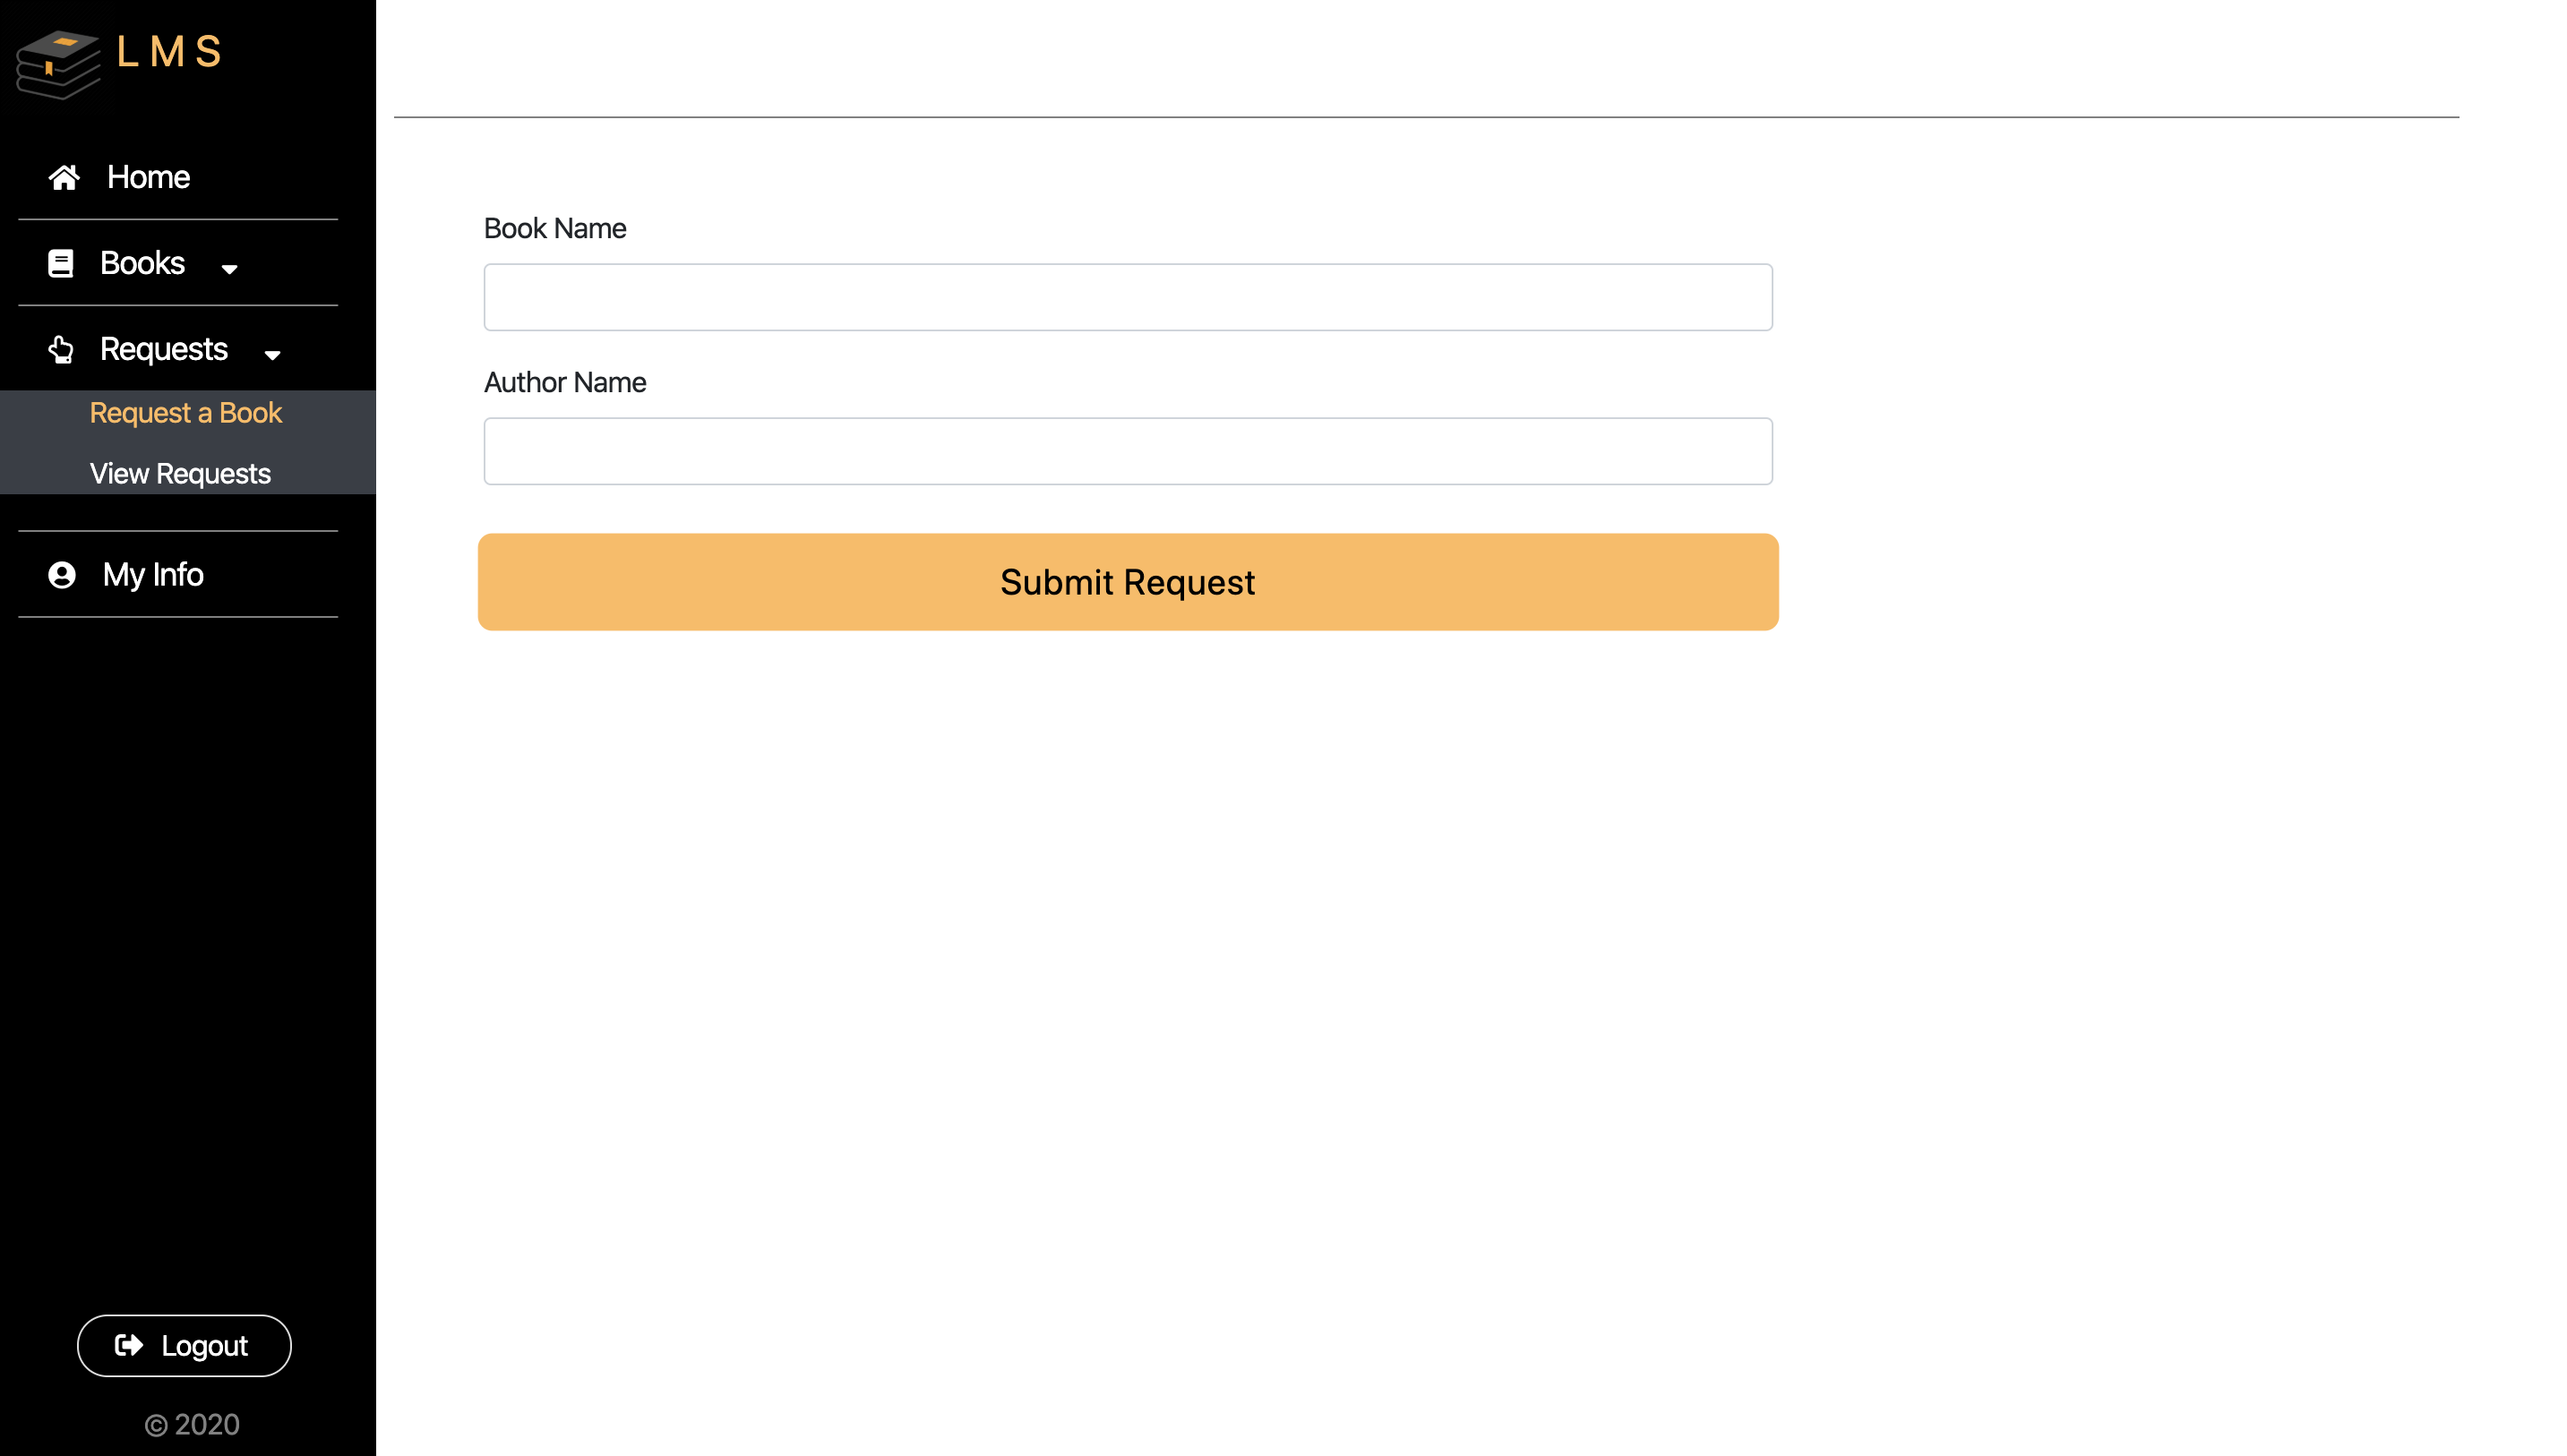 LMS
Home
Books
Requests
Request a Book
View Requests
My Info
Logout
© 2020
Book Name
Author Name
Submit Request